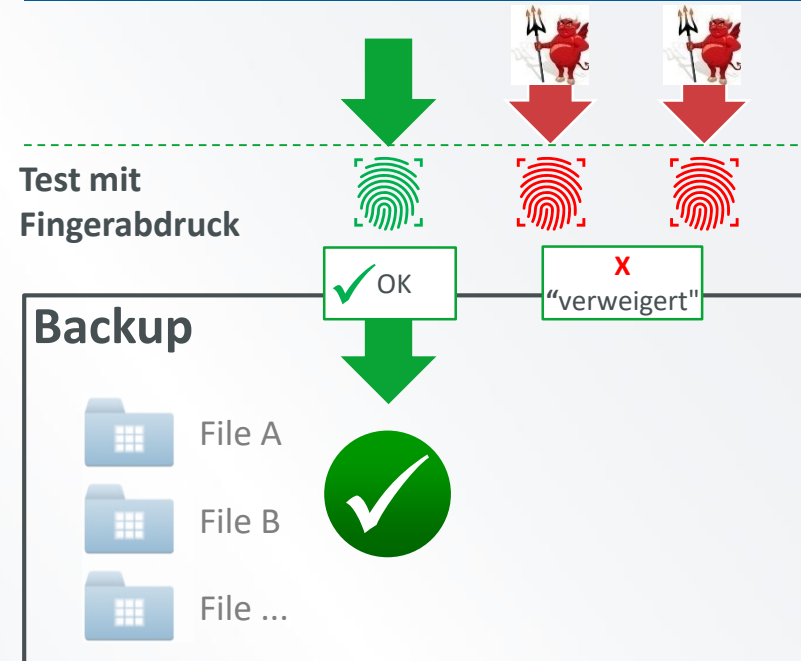 Test mit
Fingerabdruck
OK
X
“verweigert"
Backup
File A
File B
File ...